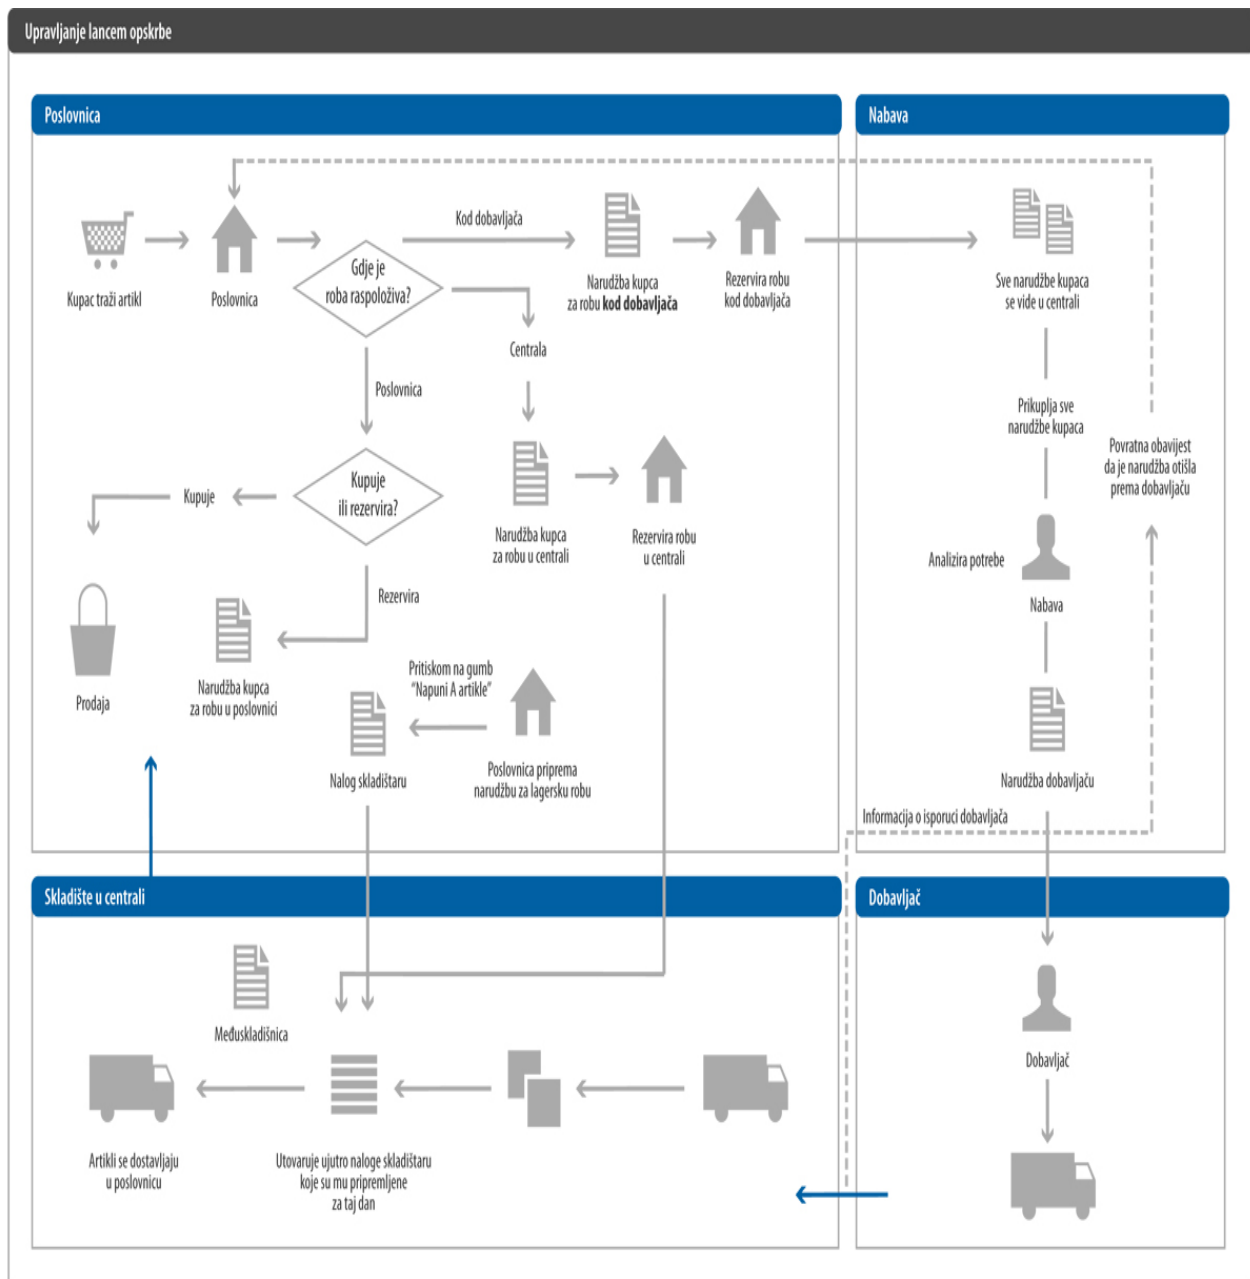 Upravljanje lancem opskrbe
Poslovnica
Nabava
Kupac traži artikl
Poslovnica
Gdje je
roba raspoloživa?
Kod dobavljača
Narudžba kupca
za robu kod dobavljača
Rezervira robu
kod dobavljača
Sve narudžbe kupaca
se vide u centrali
Centrala
Poslovnica
Prikuplja sve
narudžbe kupaca
Povratna obavijest
da je narudžba otišla
prema dobavljaču
Kupuje
ili rezervira?
Kupuje
Narudžba kupca
za robu u centrali
Rezervira robu
u centrali
Analizira potrebe
Nabava
Rezervira
Prodaja
Narudžba kupca
za robu u poslovnici
Pritiskom na gumb
"Napuni A artikle"
Nalog skladištaru
Poslovnica priprema
narudžbu za lagersku robu
Narudžba dobavljaču
Informacija o isporuci dobavljača
Skladište u centrali
Dobavljač
Međuskladišnica
Dobavljač
Artikli se dostavljaju
u poslovnicu
Utovaruje ujutro naloge skladištaru
koje su mu pripremljene
za taj dan